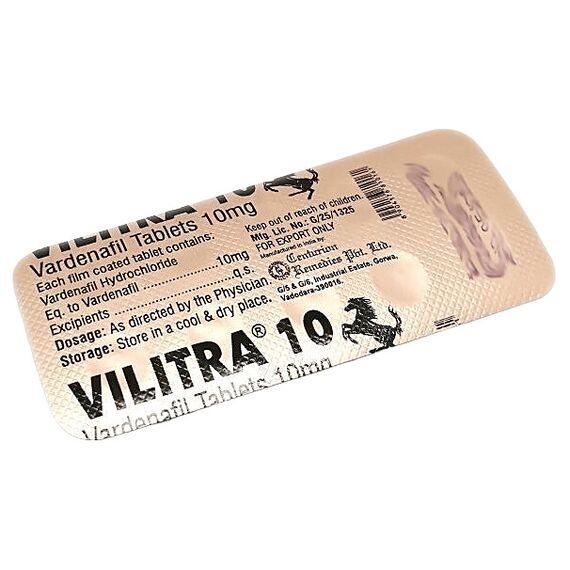 VILITRA 10
Vardenafil Tablets 10mg
Each film coated tablet contains:
Vardenafil Hydrochloride
Eq. to Vardenafil ....................10mg
Excipients ..............................q.s.
Dosage: As directed by the Physician
Storage: Store in a cool & dry place.
Keep out of reach of children.
Mfg. Lic. No.: G/25/1325
FOR EXPORT ONLY
Manufactured in India by:
Centurion
Remedies Pvt. Ltd.
G/5 & G/6, Industrial Estate, Gorwa,
Vadodara-390016.
VILITRA® 10
Vardenafil Tablets 10mg